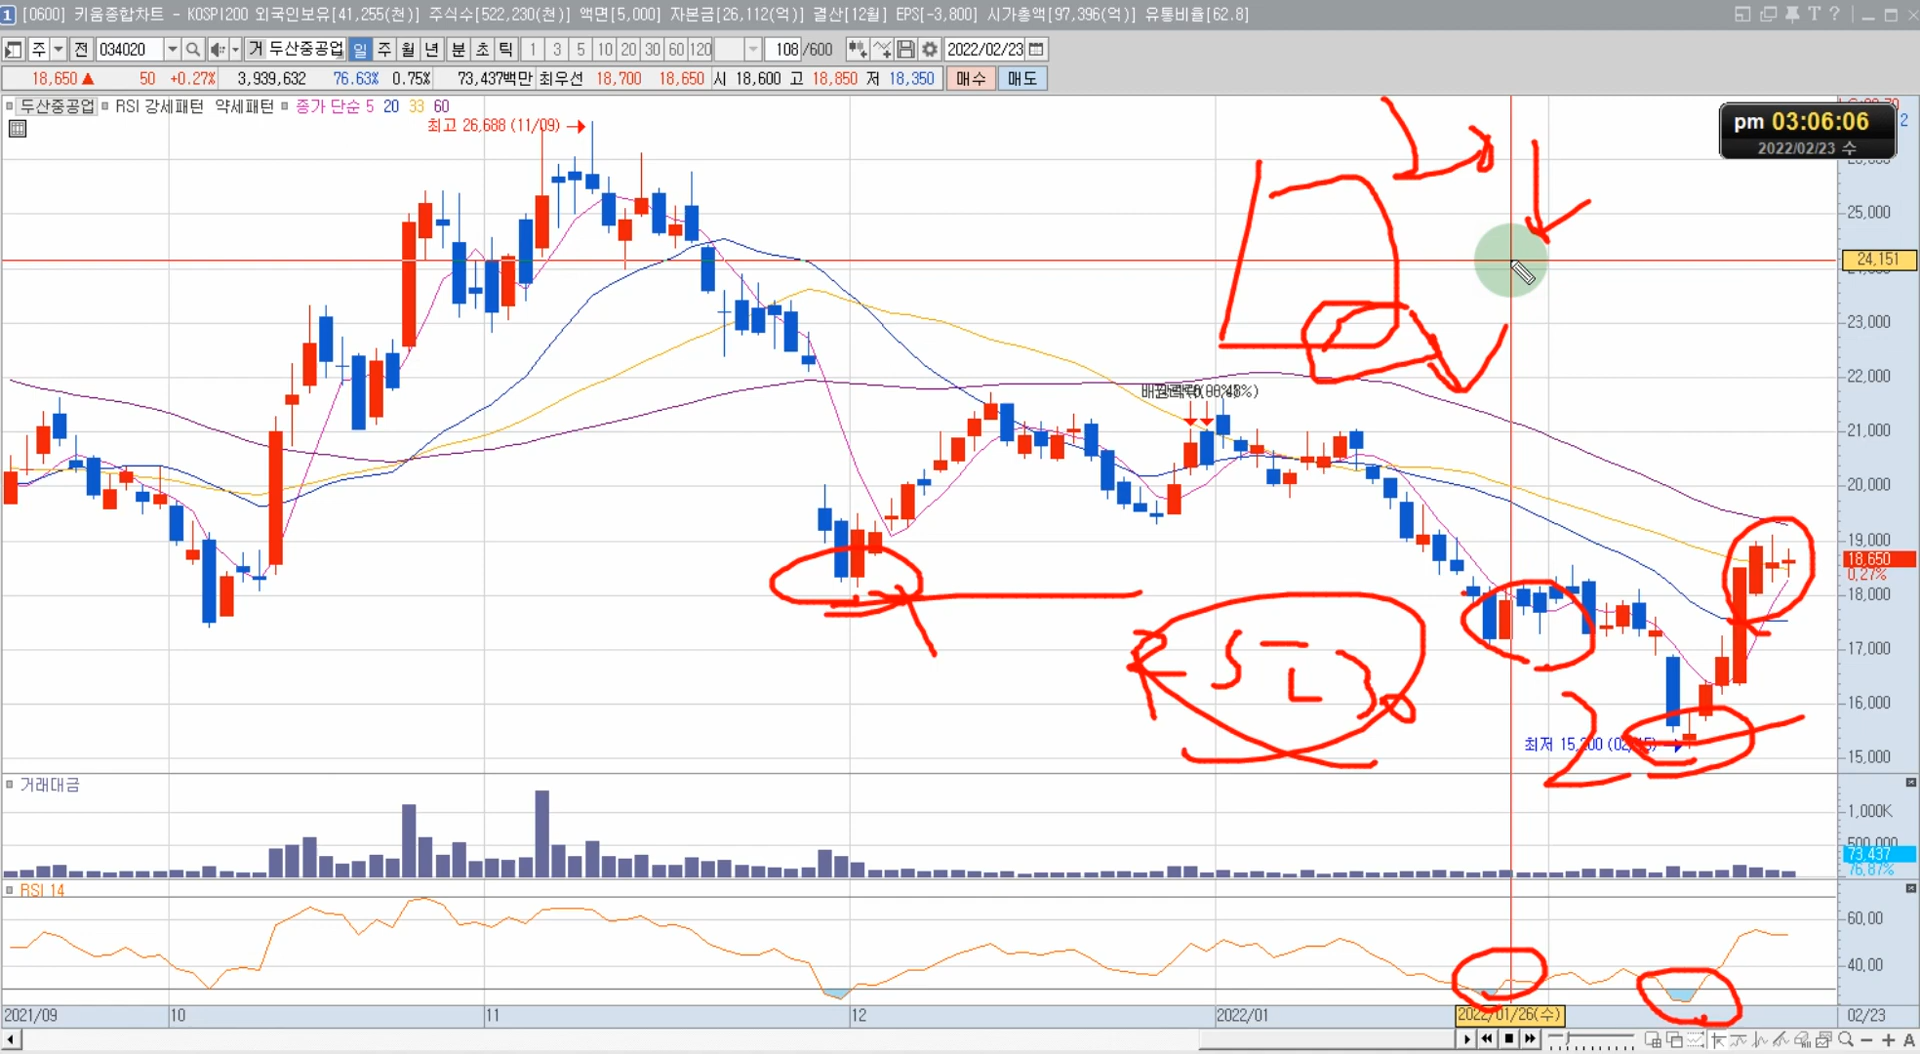 1 [0600] 키움종합차트 - KOSPI200 외국인보유[41,255(천)] 주식수[522,230(천)] 액면[5,000] 자본금[26,112(억)] 결산[12월] EPS[-3,800] 시가총액[97,396(억)] 유통비율[62.8]
주 전 034020 거 두산중공업 일 주 월 년 분 초 틱 1 3 5 10 20 30 60 120 108 /600 2022/02/23
18,650 ▲ 50 +0.27% 3,939,632 76.63% 0.75% 73,437백만 최우선 18,700 18,650 시 18,600 고 18,850 저 18,350 매수 매도
두산중공업 RSI 강세패턴 약세패턴 종가 단순 5 20 33 60
최고 26,688 (11/09)
pm 03:06:06
2022/02/23 수
25,000
24,151
23,000
22,000
21,000
20,000
19,000
18,650
0.27%
18,000
17,000
16,000
최저 15,200
15,000
거래대금
1,000K
500,000
73,437
76,87%
RSI 14
60,00
40,00
2021/09 10 11 12 2022/01 2022/01/26(수) 02/23